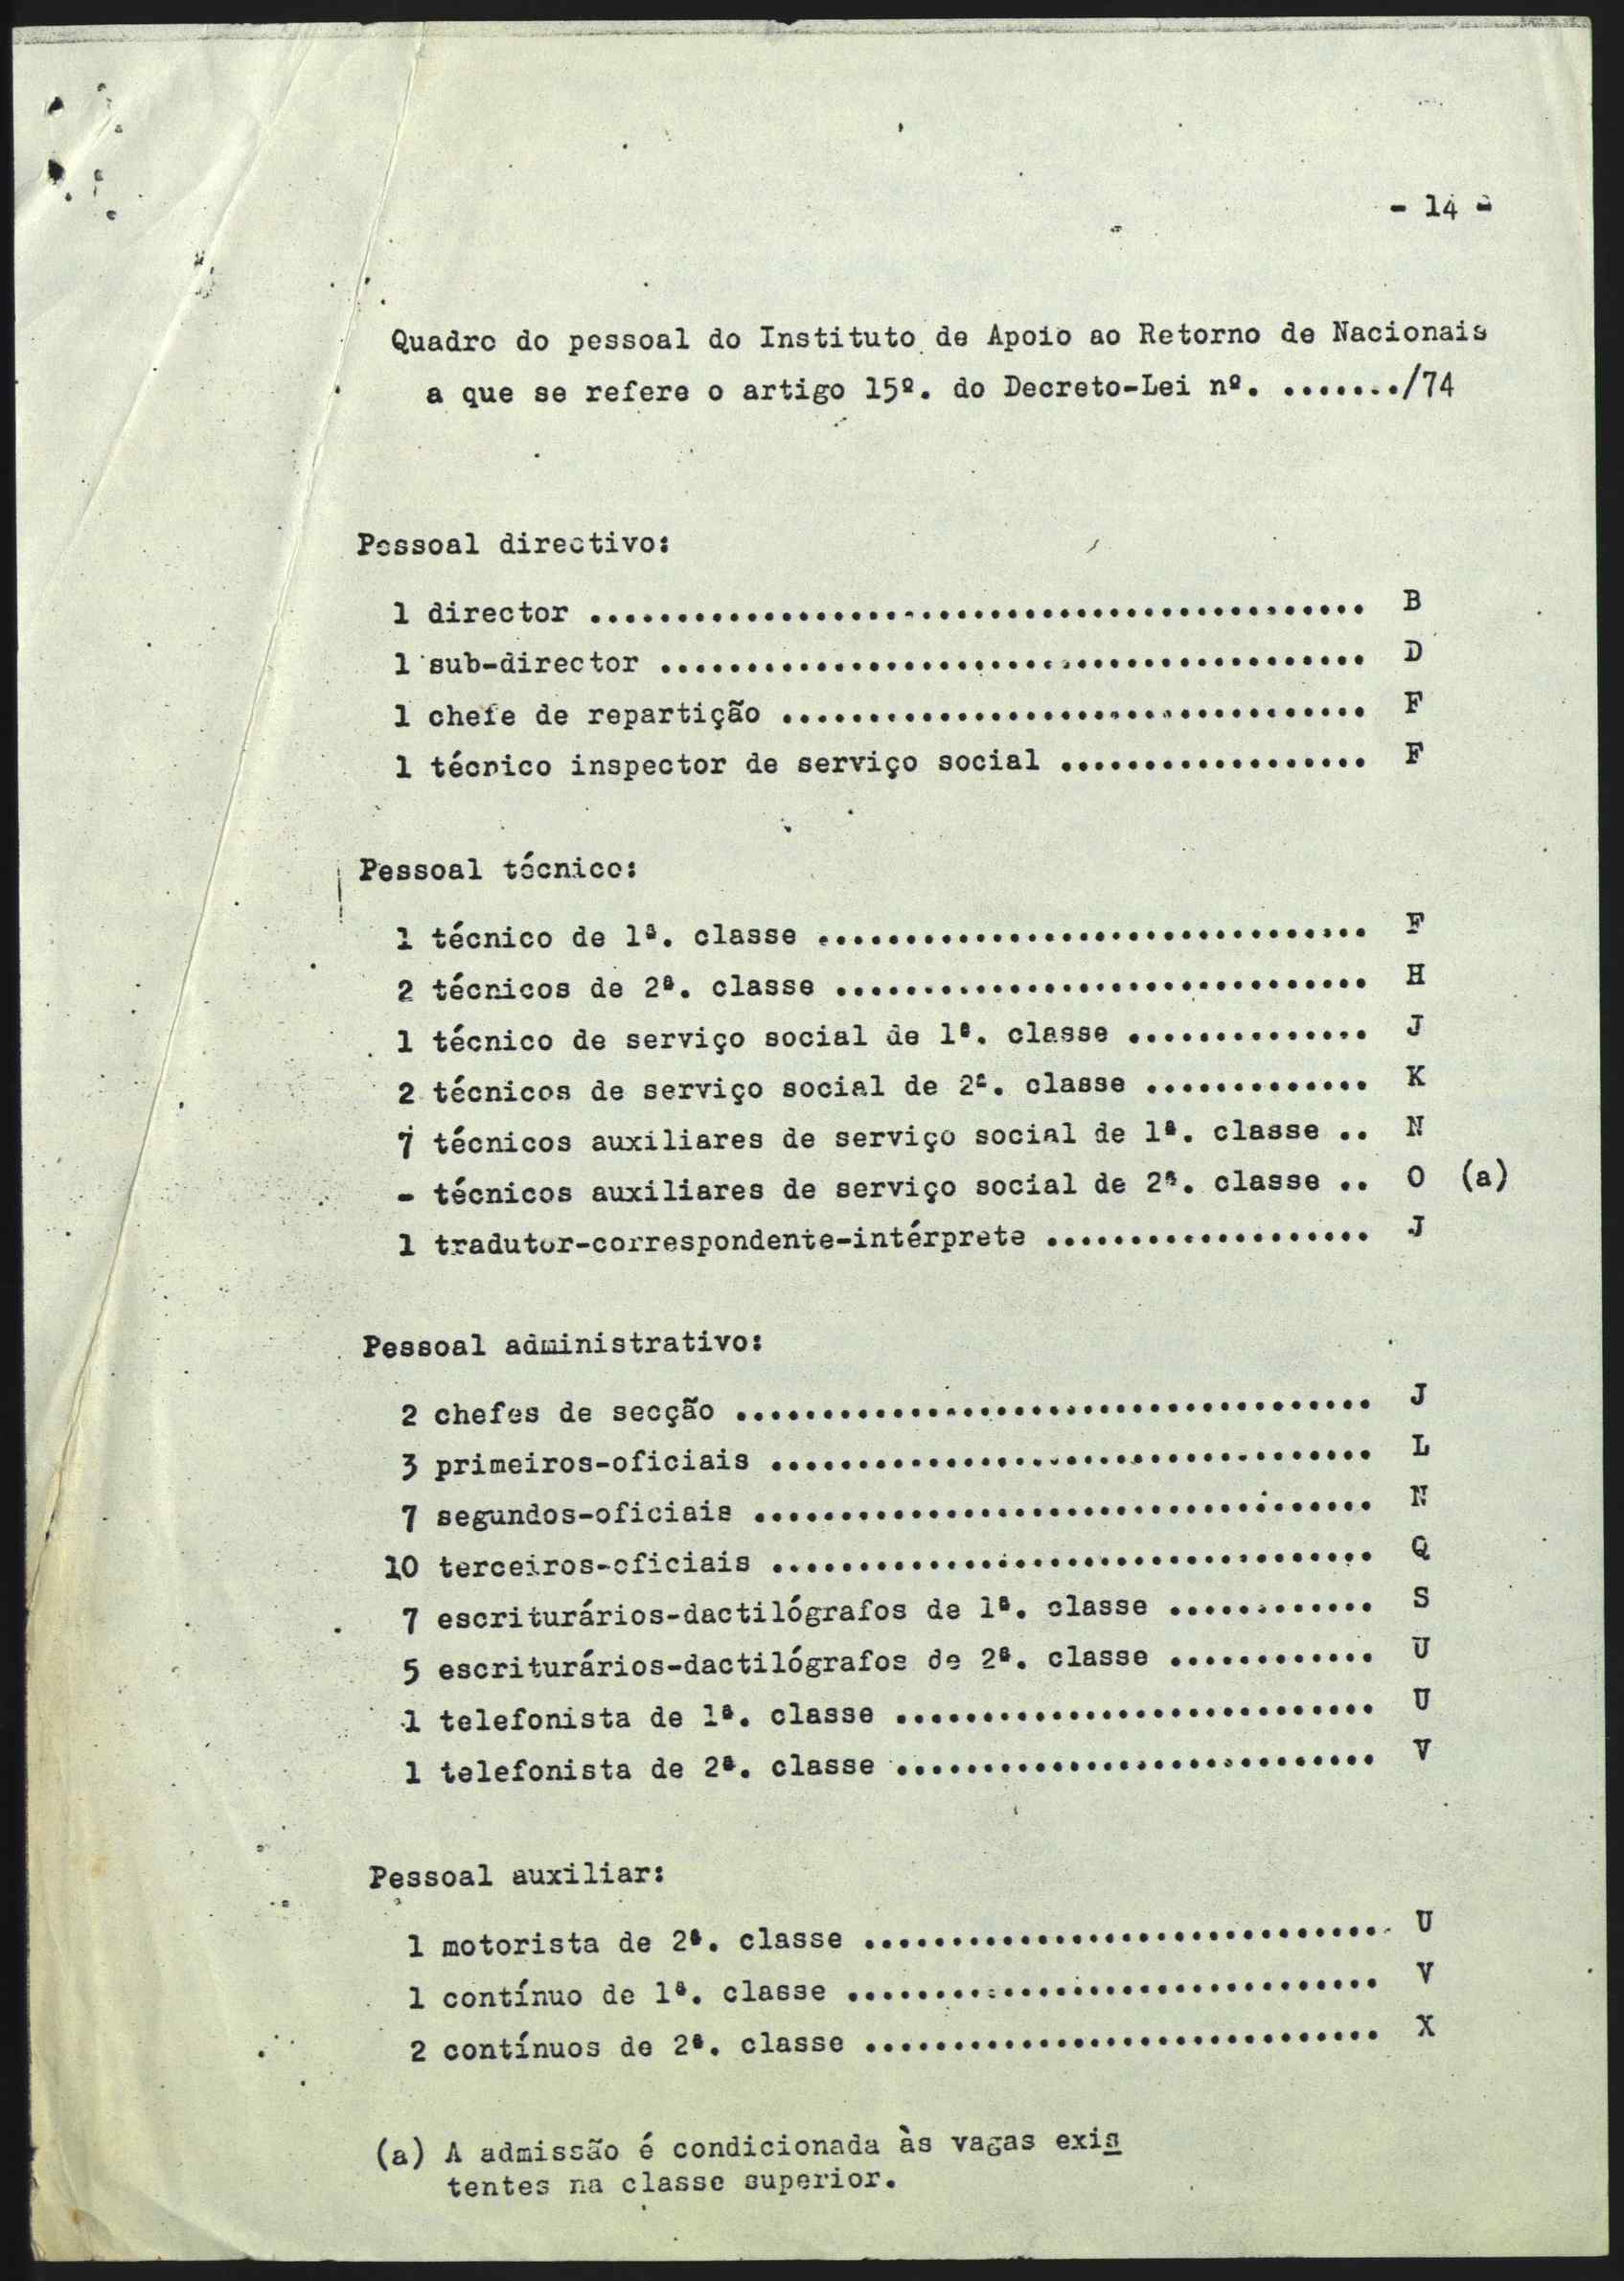 - 14 -
Quadro do pessoal do Instituto de Apoio ao Retorno de Nacionais
a que se refere o artigo 15º. do Decreto-Lei nº. ......./74
Pessoal directivo:
1 director ............................................ B
1 sub-director ........................................ D
1 chefe de repartição ................................. F
1 técnico inspector de serviço social .................. F
Pessoal técnico:
1 técnico de 1ª. classe ............................... F
2 técnicos de 2ª. classe .............................. H
1 técnico de serviço social de 1ª. classe .............. J
2 técnicos de serviço social de 2ª. classe ............. K
7 técnicos auxiliares de serviço social de 1ª. classe .. N
- técnicos auxiliares de serviço social de 2ª. classe .. O (a)
1 tradutor-correspondente-intérprete ................... J
Pessoal administrativo:
2 chefes de secção .................................... J
3 primeiros-oficiais .................................. L
7 segundos-oficiais ................................... N
10 terceiros-oficiais .................................. Q
7 escriturários-dactilógrafos de 1ª. classe ............ S
5 escriturários-dactilógrafos de 2ª. classe ............ U
1 telefonista de 1ª. classe ............................ U
1 telefonista de 2ª. classe ............................ V
Pessoal auxiliar:
1 motorista de 2ª. classe .............................. U
1 contínuo de 1ª. classe ............................... V
2 contínuos de 2ª. classe .............................. X
(a) A admissão é condicionada às vagas exis
tentes na classe superior.